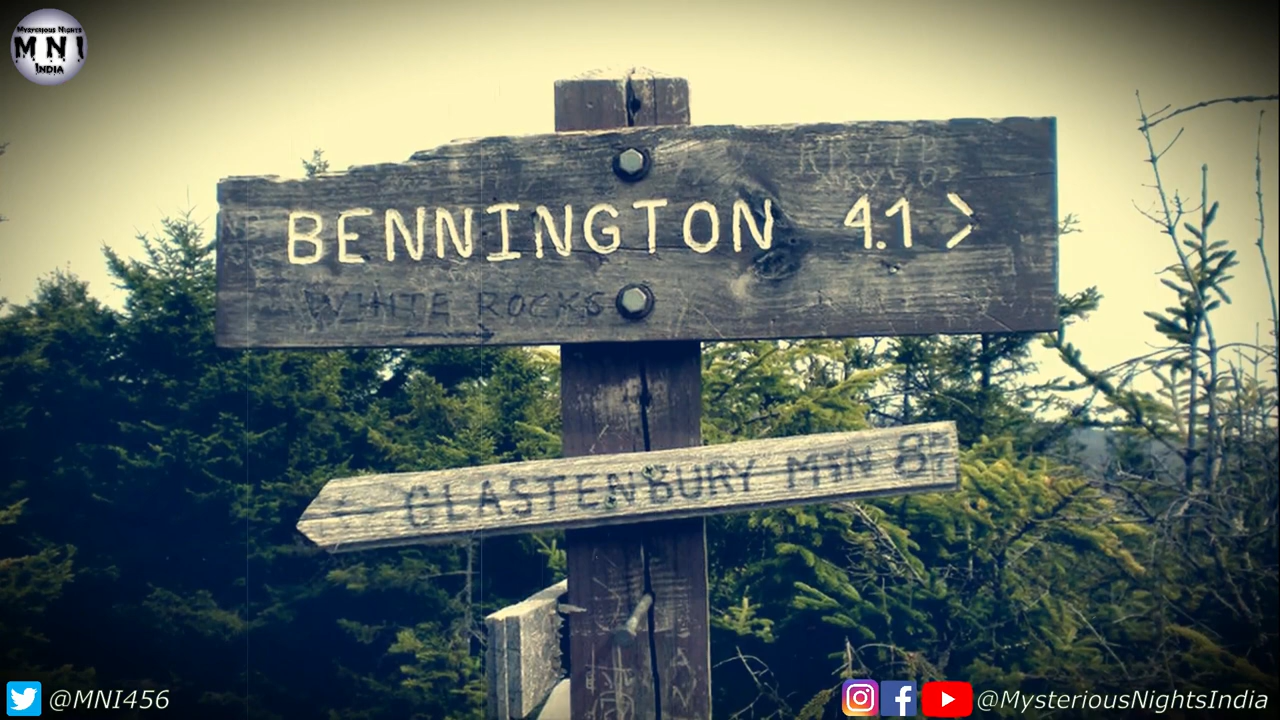 MYSTERIOUS NIGHTS
MNI
INDIA
BENNINGTON 4.1 >
WHITE ROCKS
← GLASTENBURY MTN 8
@MNI456
@MysteriousNightsIndia